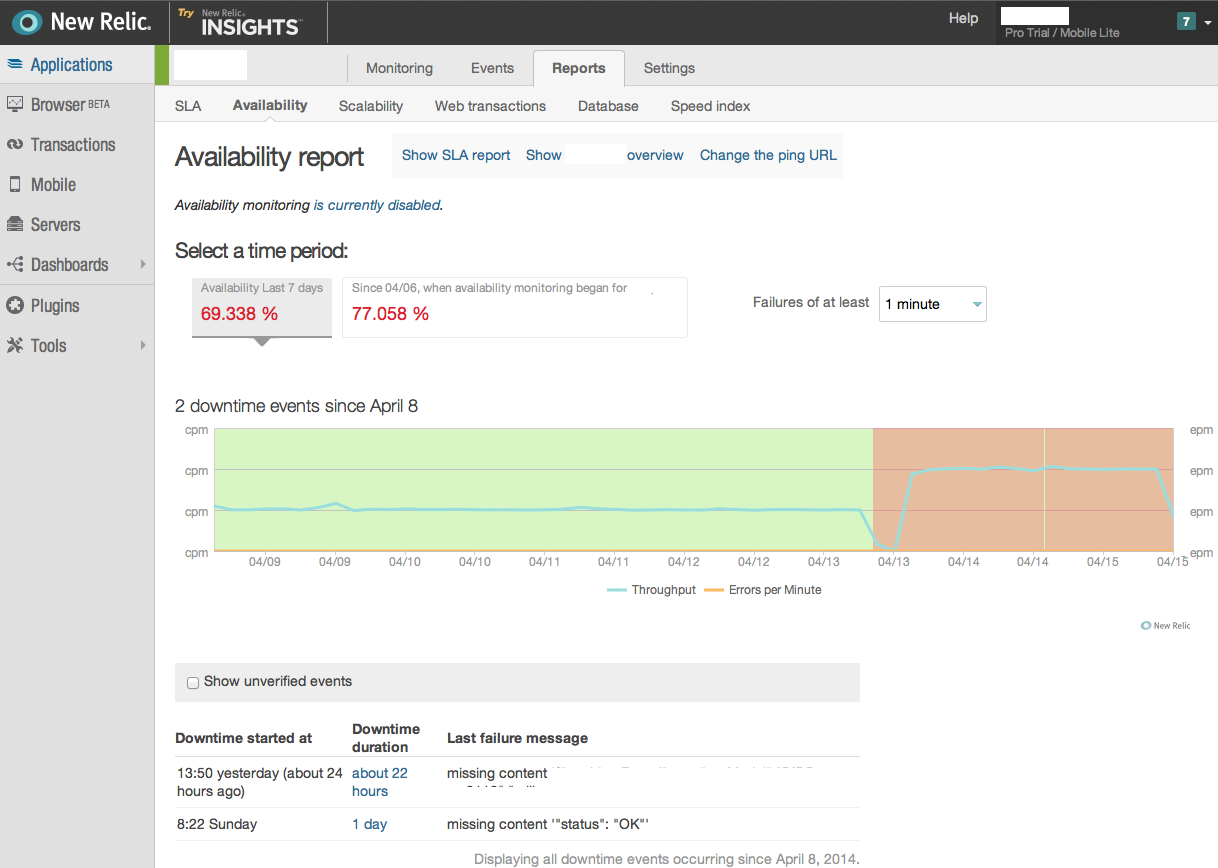 New Relic. Try New Relic. INSIGHTS™ Help Pro Trial / Mobile Lite 7
Applications
Browser BETA
Transactions
Mobile
Servers
Dashboards
Plugins
Tools
Monitoring Events Reports Settings
SLA Availability Scalability Web transactions Database Speed index
Availability report Show SLA report Show overview Change the ping URL
Availability monitoring is currently disabled.
Select a time period:
Availability Last 7 days
69.338 %
Since 04/06, when availability monitoring began for .
77.058 %
Failures of at least 1 minute
2 downtime events since April 8
cpm epm
cpm epm
cpm epm
cpm epm
04/09 04/09 04/10 04/10 04/11 04/11 04/12 04/12 04/13 04/13 04/14 04/14 04/15 04/15
Throughput Errors per Minute
New Relic
Show unverified events
Downtime started at Downtime duration Last failure message
13:50 yesterday (about 24 hours ago) about 22 hours missing content
8:22 Sunday 1 day missing content '"status": "OK"'
Displaying all downtime events occurring since April 8, 2014.